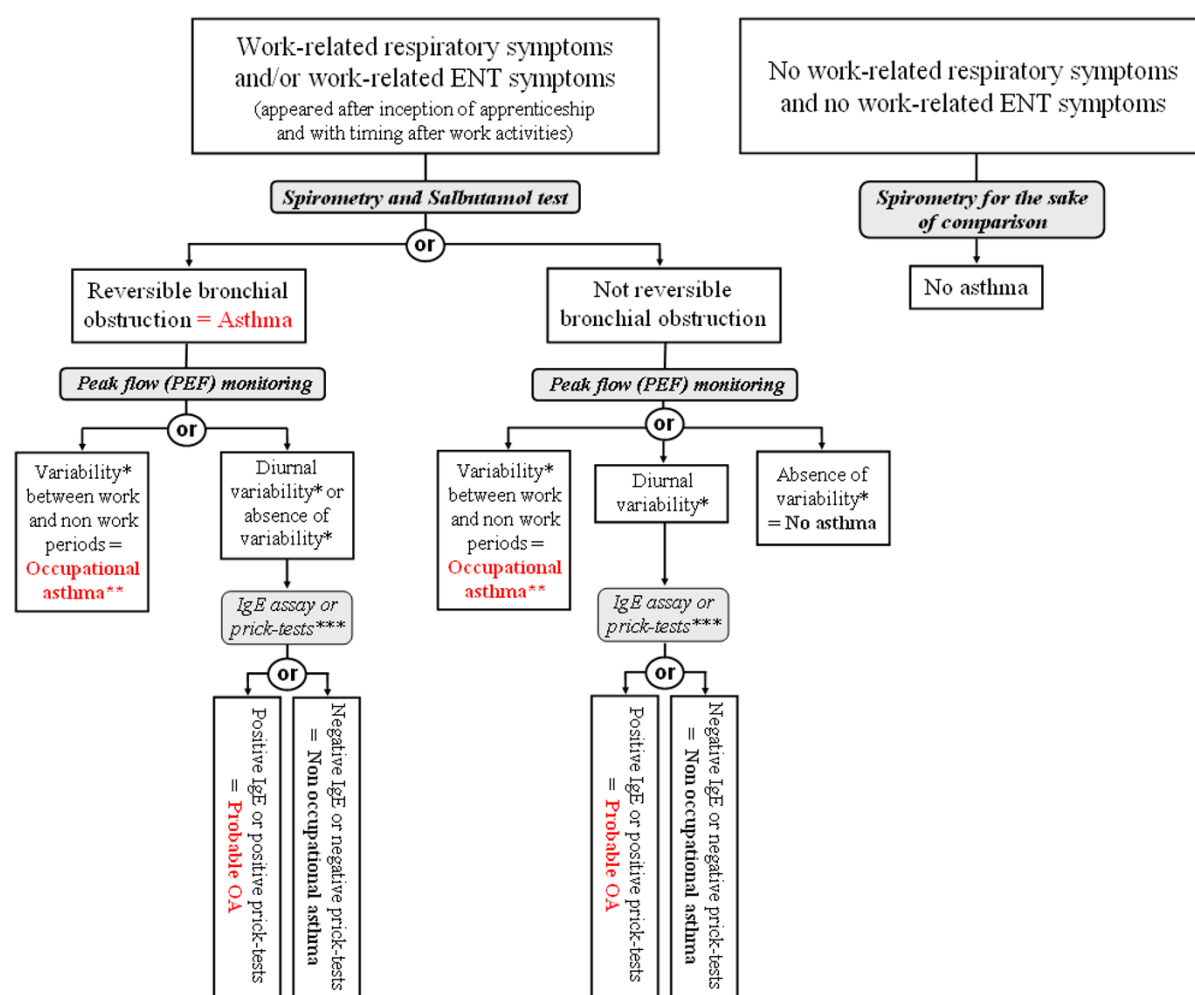 Work-related respiratory symptoms
and/or work-related ENT symptoms
(appeared after inception of apprenticeship
and with timing after work activities)
No work-related respiratory symptoms
and no work-related ENT symptoms
Spirometry and Salbutamol test
Spirometry for the sake
of comparison
or
No asthma
Reversible bronchial
obstruction = Asthma
Not reversible
bronchial obstruction
Peak flow (PEF) monitoring
Peak flow (PEF) monitoring
or
or
Variability*
between work
and non work
periods =
Occupational
asthma**
Diurnal
variability* or
absence of
variability*
Variability*
between work
and non work
periods =
Occupational
asthma**
Diurnal
variability*
Absence of
variability*
= No asthma
IgE assay or
prick-tests***
IgE assay or
prick-tests***
or
or
Positive IgE or positive prick-tests
= Probable OA
Negative IgE or negative prick-tests
= Non occupational asthma
Positive IgE or positive prick-tests
= Probable OA
Negative IgE or negative prick-tests
= Non occupational asthma